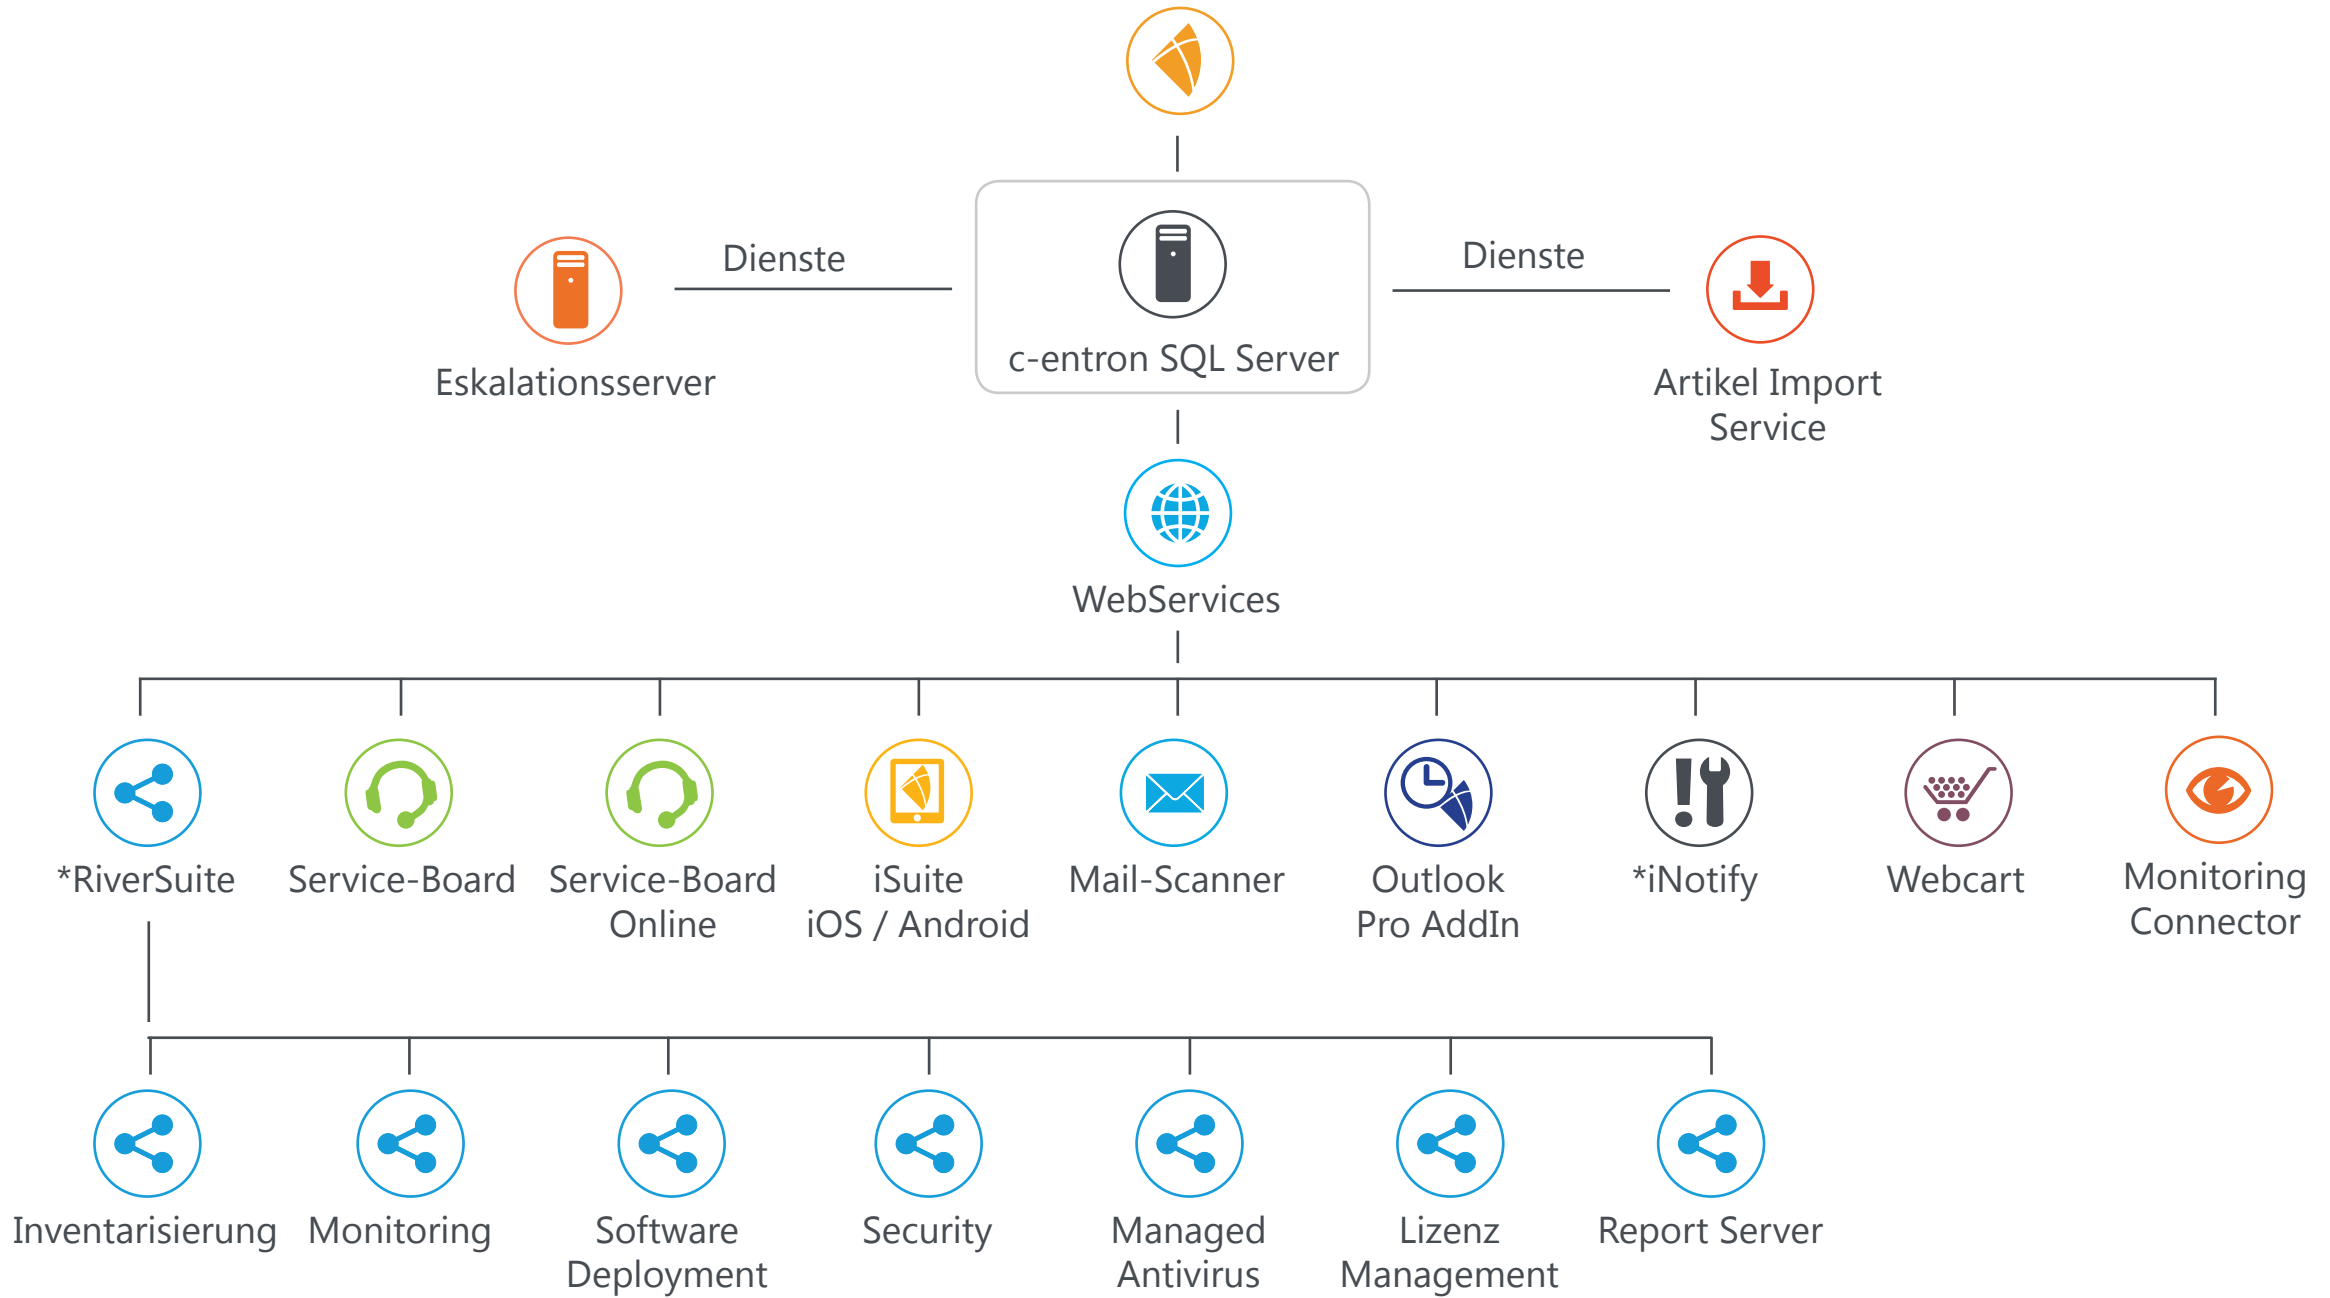 Dienste
Dienste
c-entron SQL Server
Eskalationsserver
Artikel Import
Service
WebServices
*RiverSuite
Service-Board
Service-Board
Online
iSuite
iOS / Android
Mail-Scanner
Outlook
Pro AddIn
*iNotify
Webcart
Monitoring
Connector
Inventarisierung
Monitoring
Software
Deployment
Security
Managed
Antivirus
Lizenz
Management
Report Server